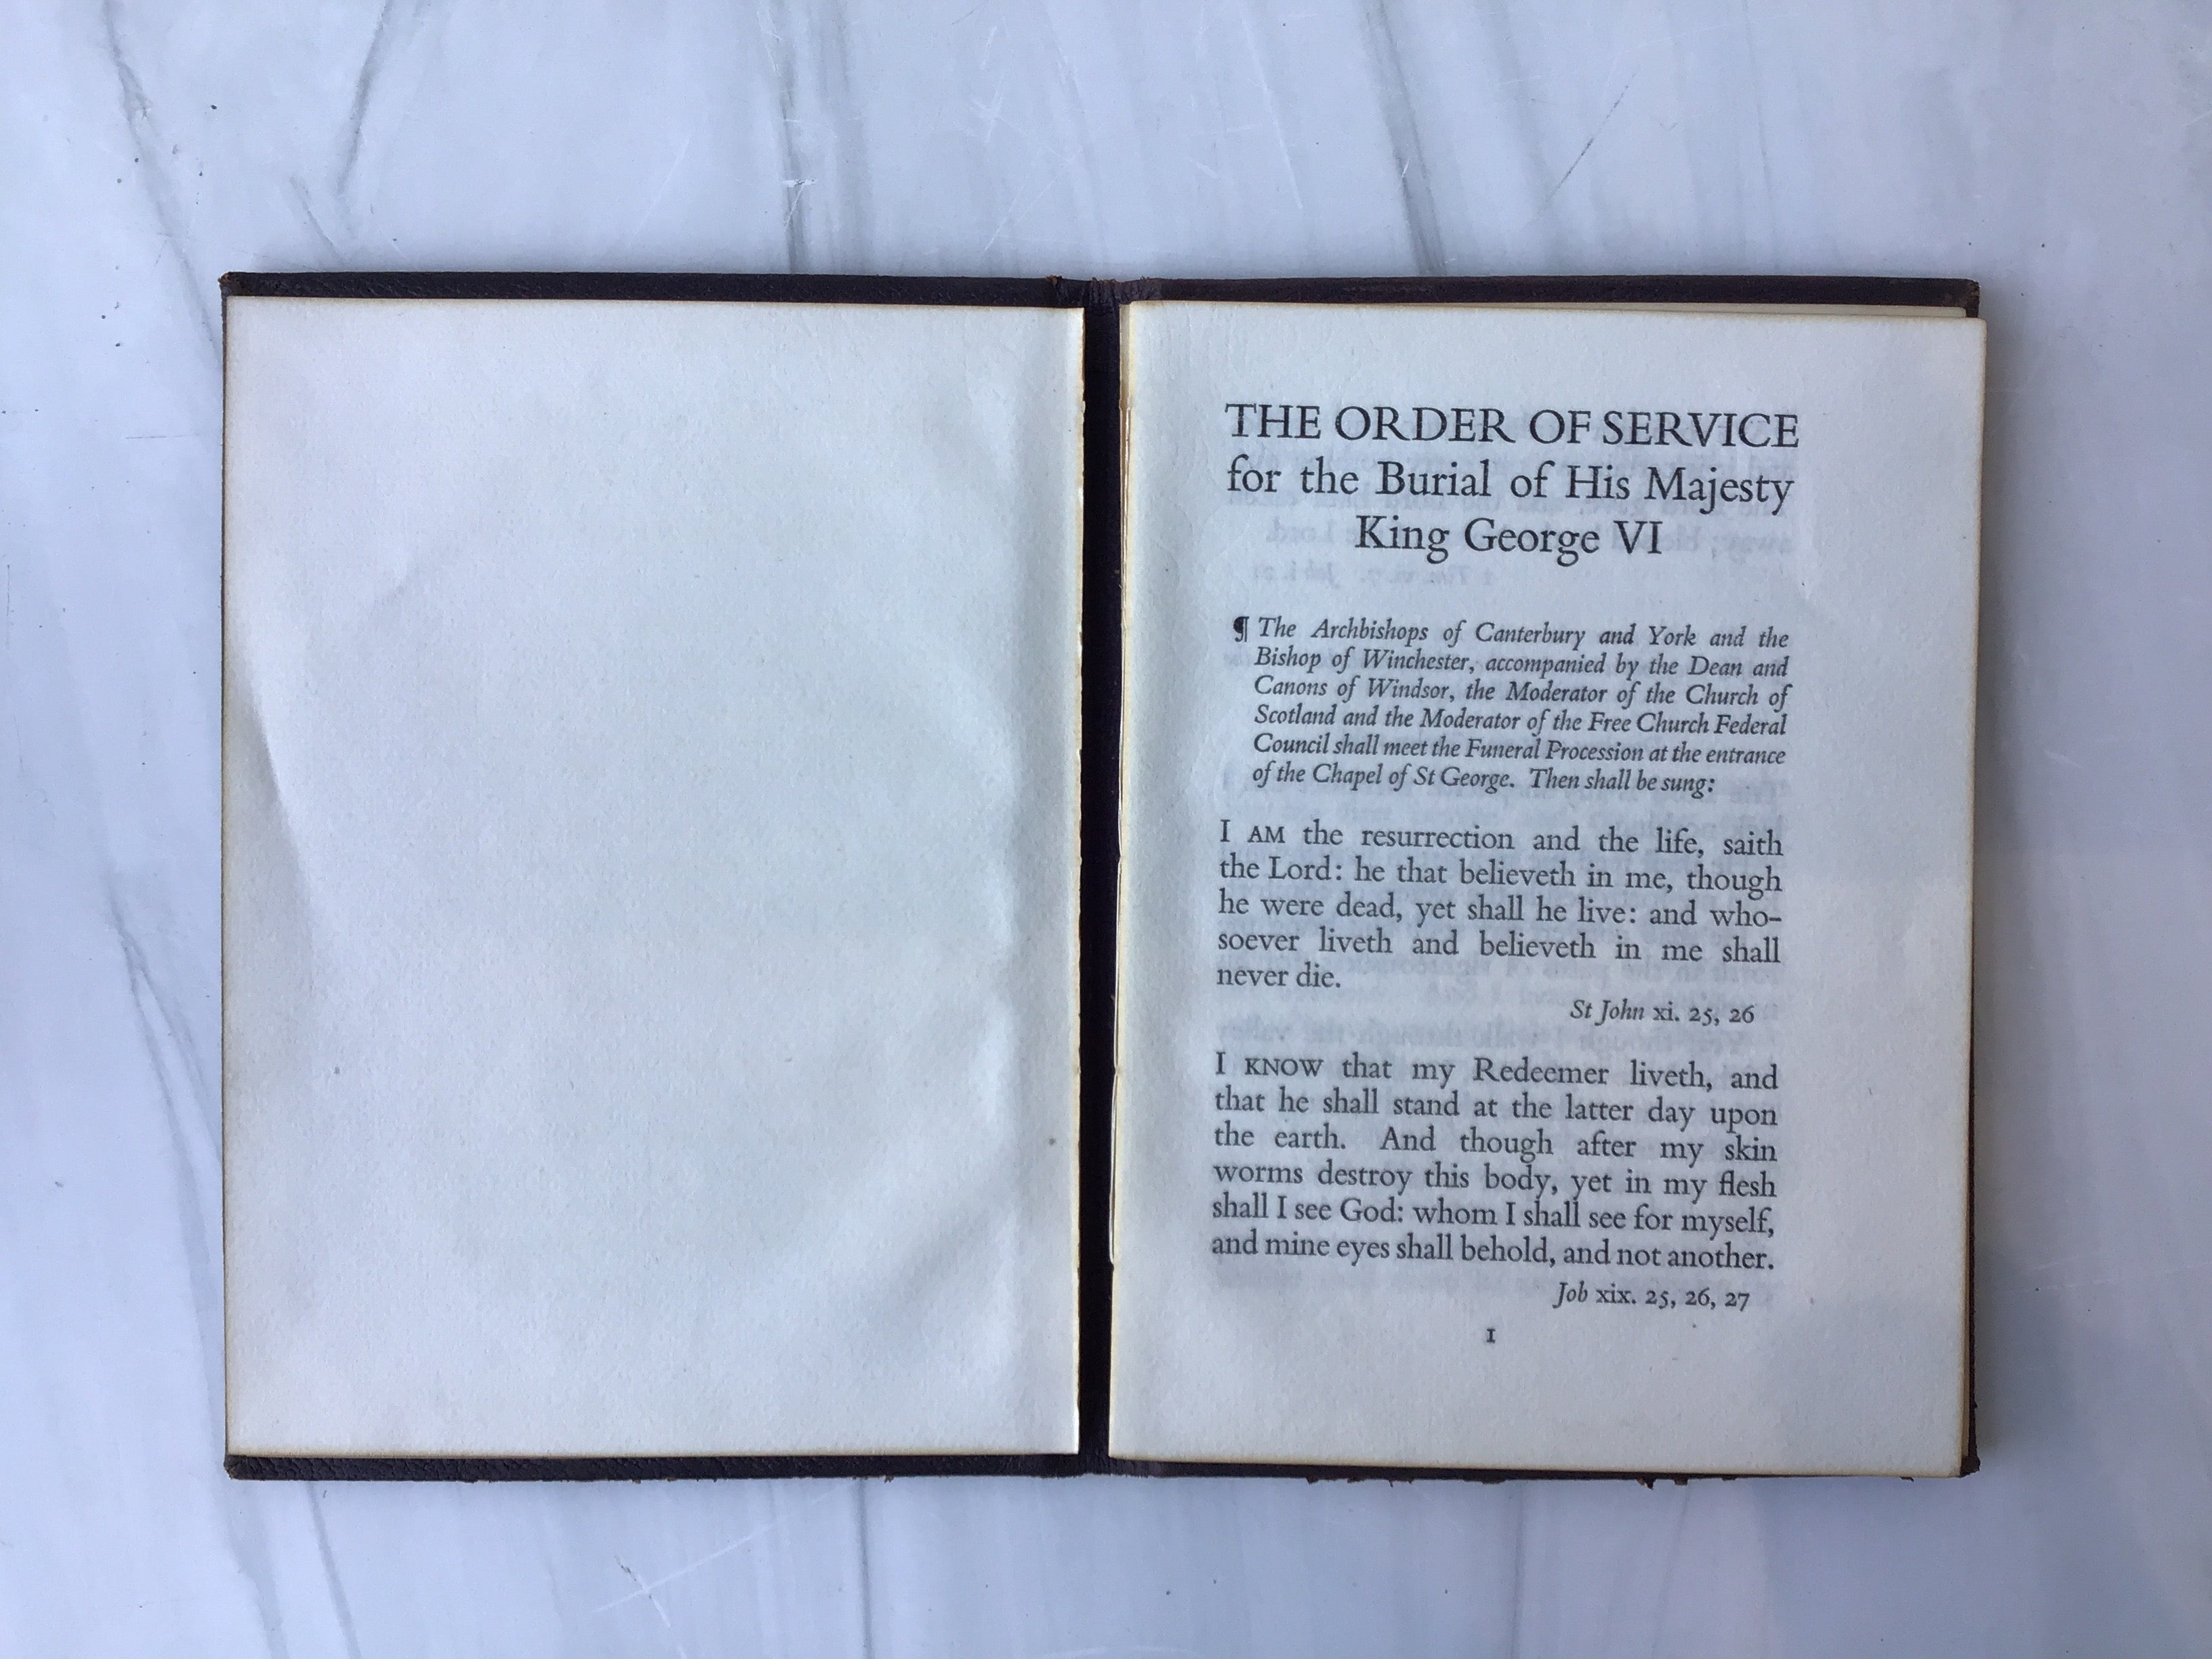 THE ORDER OF SERVICE
for the Burial of His Majesty
King George VI
¶ The Archbishops of Canterbury and York and the
Bishop of Winchester, accompanied by the Dean and
Canons of Windsor, the Moderator of the Church of
Scotland and the Moderator of the Free Church Federal
Council shall meet the Funeral Procession at the entrance
of the Chapel of St George. Then shall be sung:
I AM the resurrection and the life, saith
the Lord: he that believeth in me, though
he were dead, yet shall he live: and who-
soever liveth and believeth in me shall
never die.
St John xi. 25, 26
I KNOW that my Redeemer liveth, and
that he shall stand at the latter day upon
the earth. And though after my skin
worms destroy this body, yet in my flesh
shall I see God: whom I shall see for myself,
and mine eyes shall behold, and not another.
Job xix. 25, 26, 27
1